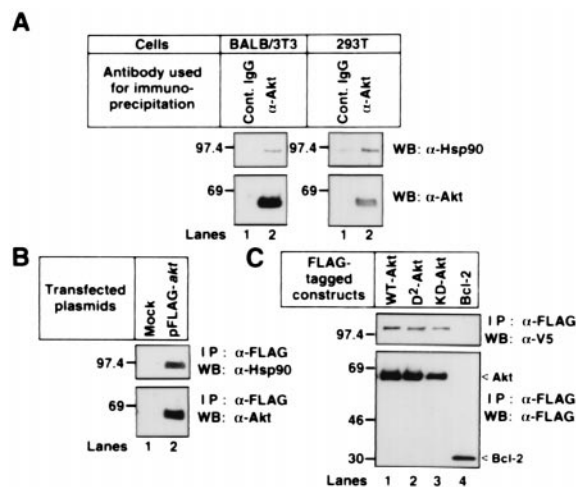 A
Cells BALB/3T3 293T
Antibody used for immuno- precipitation
Cont. IgG
α-Akt
Cont. IgG
α-Akt
97.4 97.4 WB: α-Hsp90
69 69 WB: α-Akt
Lanes 1 2 1 2
B
Transfected plasmids
Mock
pFLAG-akt
97.4 IP : α-FLAG
WB: α-Hsp90
69 IP : α-FLAG
WB: α-Akt
Lanes 1 2
C
FLAG- tagged constructs
WT-Akt
D²-Akt
KD-Akt
Bcl-2
97.4 IP : α-FLAG
WB: α-V5
69 < Akt
46 IP : α-FLAG
WB: α-FLAG
30 < Bcl-2
Lanes 1 2 3 4